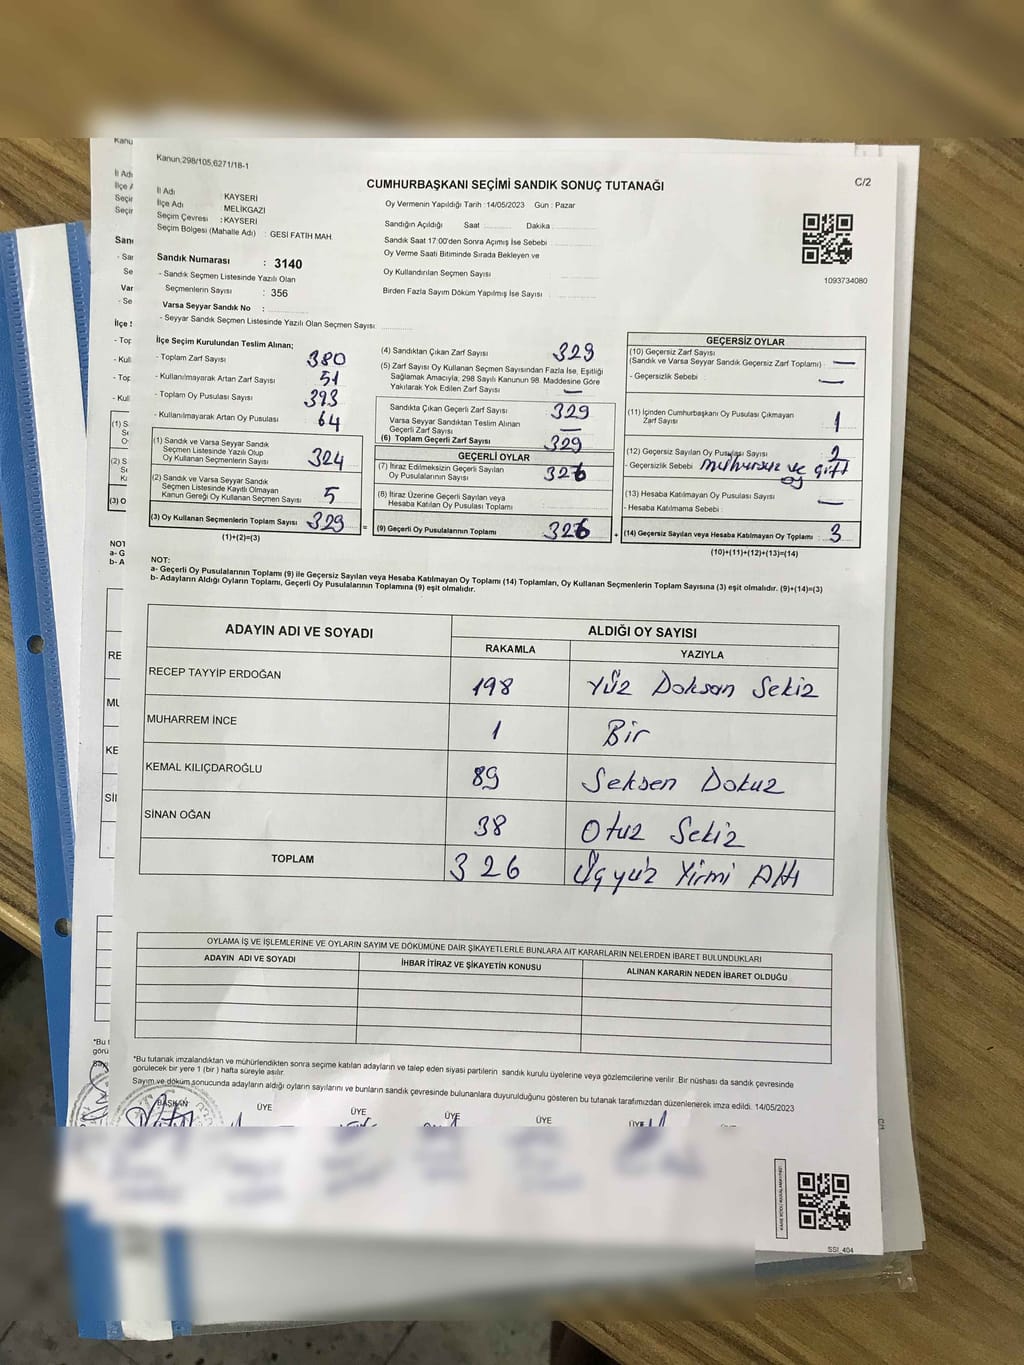 Kanun,298/105,6271/18-1
CUMHURBAŞKANI SEÇİMİ SANDIK SONUÇ TUTANAĞI
C/2
İl Adı : KAYSERİ
İlçe Adı : MELİKGAZİ
Seçim Çevresi : KAYSERİ
Seçim Bölgesi (Mahalle Adı) : GESİ FATİH MAH.
Sandık Numarası : 3140
- Sandık Seçmen Listesinde Yazılı Olan
Seçmenlerin Sayısı : 356
Varsa Seyyar Sandık No :
- Seyyar Sandık Seçmen Listesinde Yazılı Olan Seçmen Sayısı:
Oy Vermenin Yapıldığı Tarih : 14/05/2023 Gun : Pazar
Sandığın Açıldığı Saat Dakika
Sandık Saat 17:00'den Sonra Açımış İse Sebebi
Oy Verme Saati Bitiminde Sırada Bekleyen ve
Oy Kullandırılan Seçmen Sayısı
Birden Fazla Sayım Döküm Yapılmış İse Sayısı
1093734080
İlçe Seçim Kurulundan Teslim Alınan;
- Toplam Zarf Sayısı 380
- Kullanılmayarak Artan Zarf Sayısı 51
- Toplam Oy Pusulası Sayısı 393
- Kullanılmayarak Artan Oy Pusulası 64
(1) Sandık ve Varsa Seyyar Sandık
Seçmen Listesinde Yazılı Olup
Oy Kullanan Seçmenlerin Sayısı 324
(2) Sandık ve Varsa Seyyar Sandık
Seçmen Listesinde Kayıtlı Olmayan
Kanun Gereği Oy Kullanan Seçmen Sayısı 5
(3) Oy Kullanan Seçmenlerin Toplam Sayısı 329
(1)+(2)=(3)
(4) Sandıktan Çıkan Zarf Sayısı 329
(5) Zarf Sayısı Oy Kullanan Seçmen Sayısından Fazla İse, Eşitliği
Sağlamak Amacıyla, 298 Sayılı Kanunun 98. Maddesine Göre
Yakılarak Yok Edilen Zarf Sayısı —
Sandıkta Çıkan Geçerli Zarf Sayısı 329
Varsa Seyyar Sandıktan Teslim Alınan
Geçerli Zarf Sayısı —
(6) Toplam Geçerli Zarf Sayısı 329
GEÇERLİ OYLAR
(7) İtiraz Edilmeksizin Geçerli Sayılan
Oy Pusulalarının Sayısı 326
(8) İtiraz Üzerine Geçerli Sayılan veya
Hesaba Katılan Oy Pusulası Toplamı
(9) Geçerli Oy Pusulalarının Toplamı 326
GEÇERSİZ OYLAR
(10) Geçersiz Zarf Sayısı
(Sandık ve Varsa Seyyar Sandık Geçersiz Zarf Toplamı) —
- Geçersizlik Sebebi : —
(11) İçinden Cumhurbaşkanı Oy Pusulası Çıkmayan
Zarf Sayısı 1
(12) Geçersiz Sayılan Oy Pusulası Sayısı 2
- Geçersizlik Sebebi mühürsüz ve çift
oy
(13) Hesaba Katılmayan Oy Pusulası Sayısı —
- Hesaba Katılmama Sebebi :
(14) Geçersiz Sayılan veya Hesaba Katılmayan Oy Toplamı : 3
(10)+(11)+(12)+(13)=(14)
NOT:
a- Geçerli Oy Pusulalarının Toplamı (9) ile Geçersiz Sayılan veya Hesaba Katılmayan Oy Toplamı (14) Toplamları, Oy Kullanan Seçmenlerin Toplam Sayısına (3) eşit olmalıdır. (9)+(14)=(3)
b- Adayların Aldığı Oyların Toplamı, Geçerli Oy Pusulalarının Toplamına (9) eşit olmalıdır.
ADAYIN ADI VE SOYADI
ALDIĞI OY SAYISI
RAKAMLA YAZIYLA
RECEP TAYYİP ERDOĞAN 198 Yüz Doksan Sekiz
MUHARREM İNCE 1 Bir
KEMAL KILIÇDAROĞLU 89 Seksen Dokuz
SİNAN OĞAN 38 Otuz Sekiz
TOPLAM 326 Üçyüz Yirmi Altı
OYLAMA İŞ VE İŞLEMLERİNE VE OYLARIN SAYIM VE DÖKÜMÜNE DAİR ŞİKAYETLERLE BUNLARA AİT KARARLARIN NELERDEN İBARET BULUNDUKLARI
ADAYIN ADI VE SOYADI İHBAR İTİRAZ VE ŞİKAYETİN KONUSU ALINAN KARARIN NEDEN İBARET OLDUĞU
*Bu tutanak imzalandıktan ve mühürlendikten sonra seçime katılan adayların ve talep eden siyasi partilerin sandık kurulu üyelerine veya gözlemcilerine verilir. Bir nüshası da sandık çevresinde
görülecek bir yere 1 (bir ) hafta süreyle asılır.
Sayım ve döküm sonucunda adayların aldığı oyların sayılarını ve bunların sandık çevresinde bulunanlara duyurulduğunu gösteren bu tutanak tarafımızdan düzenlenerek imza edildi. 14/05/2023
BAŞKAN ÜYE ÜYE ÜYE ÜYE ÜYE
SSI_404